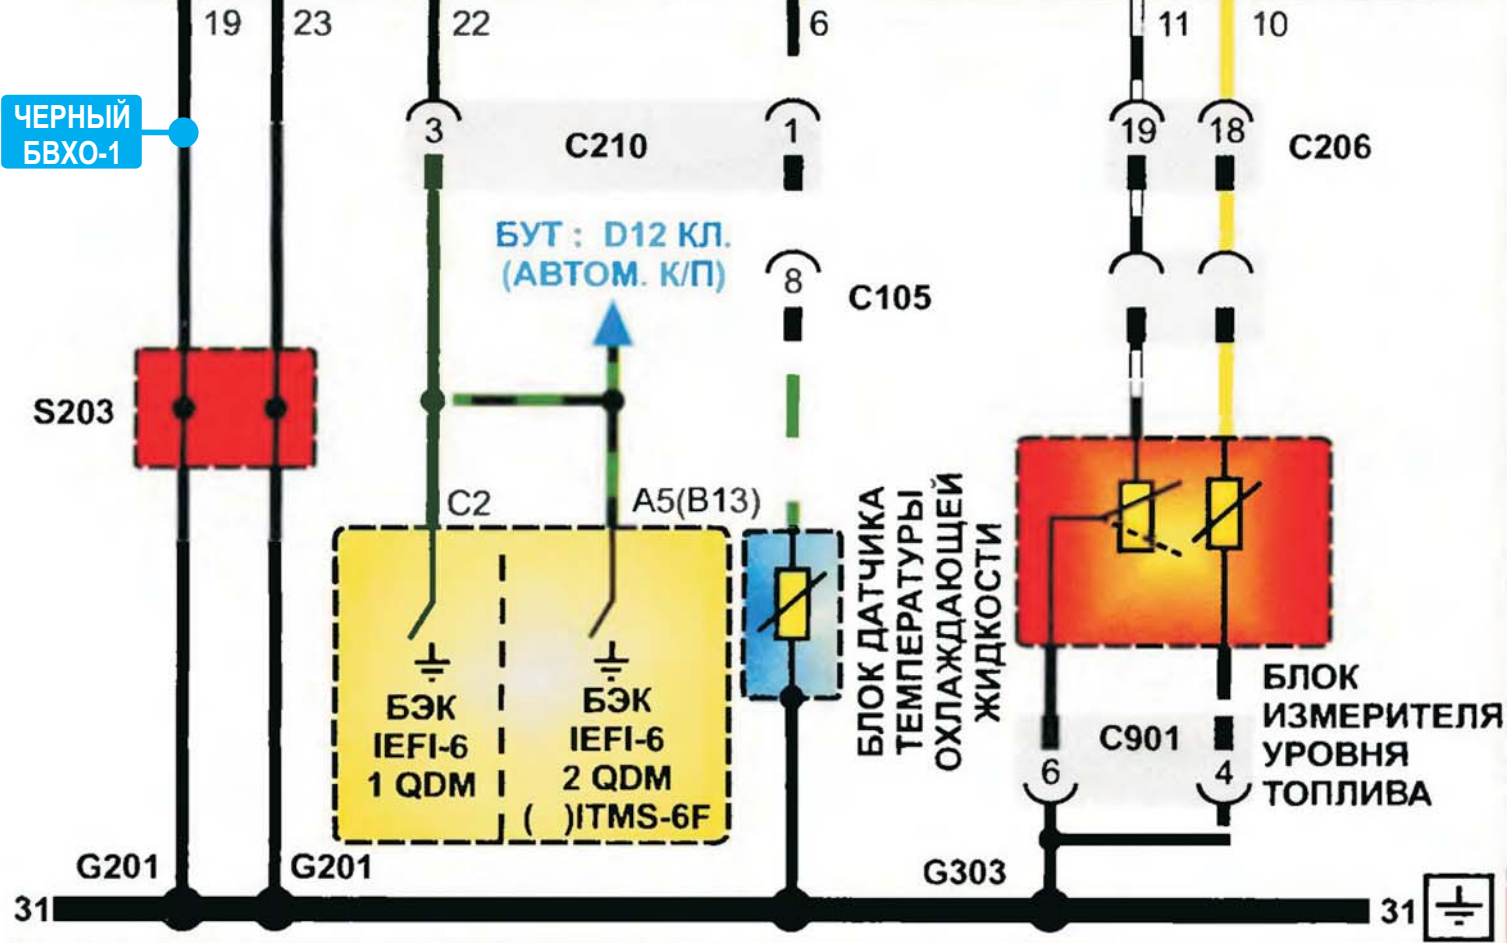 19
23
22
6
11
10
ЧЕРНЫЙ
БВХО-1
3
C210
1
19
18
C206
БУТ : D12 КЛ.
(АВТОМ. К/П)
8
C105
S203
C2
A5(B13)
БЛОК ДАТЧИКА
ТЕМПЕРАТУРЫ
ОХЛАЖДАЮЩЕЙ
ЖИДКОСТИ
БЭК
IEFI-6
1 QDM
БЭК
IEFI-6
2 QDM
( )ITMS-6F
C901
6
4
БЛОК
ИЗМЕРИТЕЛЯ
УРОВНЯ
ТОПЛИВА
G201
G201
G303
31
31